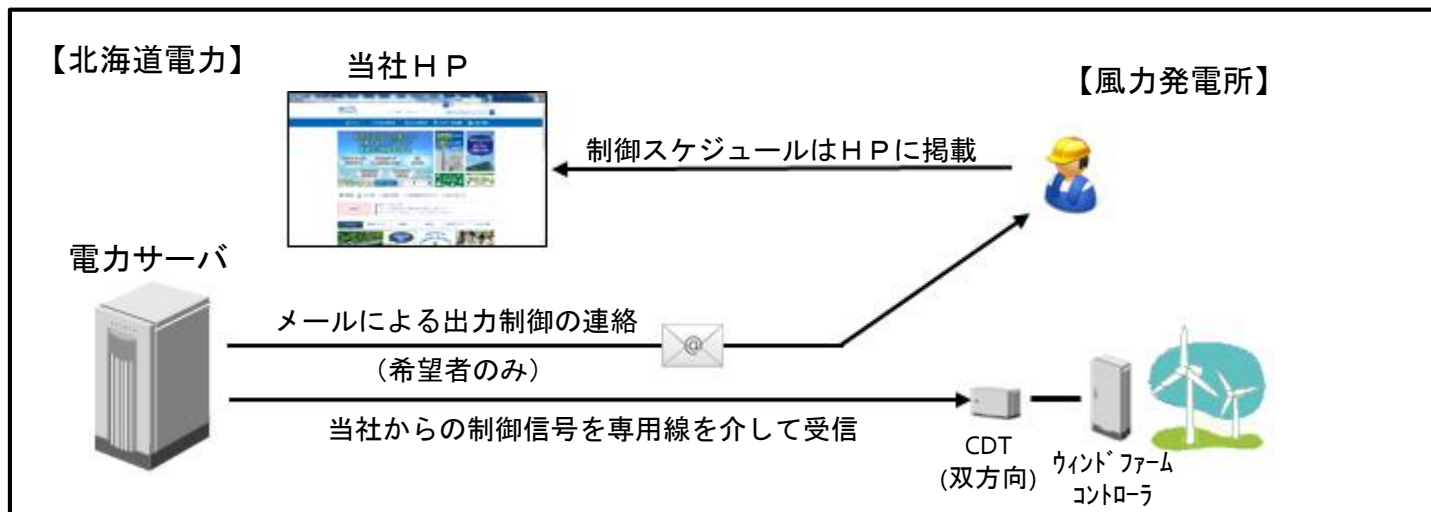 【北海道電力】
当社ＨＰ
【風力発電所】
制御スケジュールはＨＰに掲載
電力サーバ
メールによる出力制御の連絡
（希望者のみ）
@
当社からの制御信号を専用線を介して受信
CDT
(双方向)
ｳｨﾝﾄﾞﾌｧｰﾑ
ｺﾝﾄﾛｰﾗ